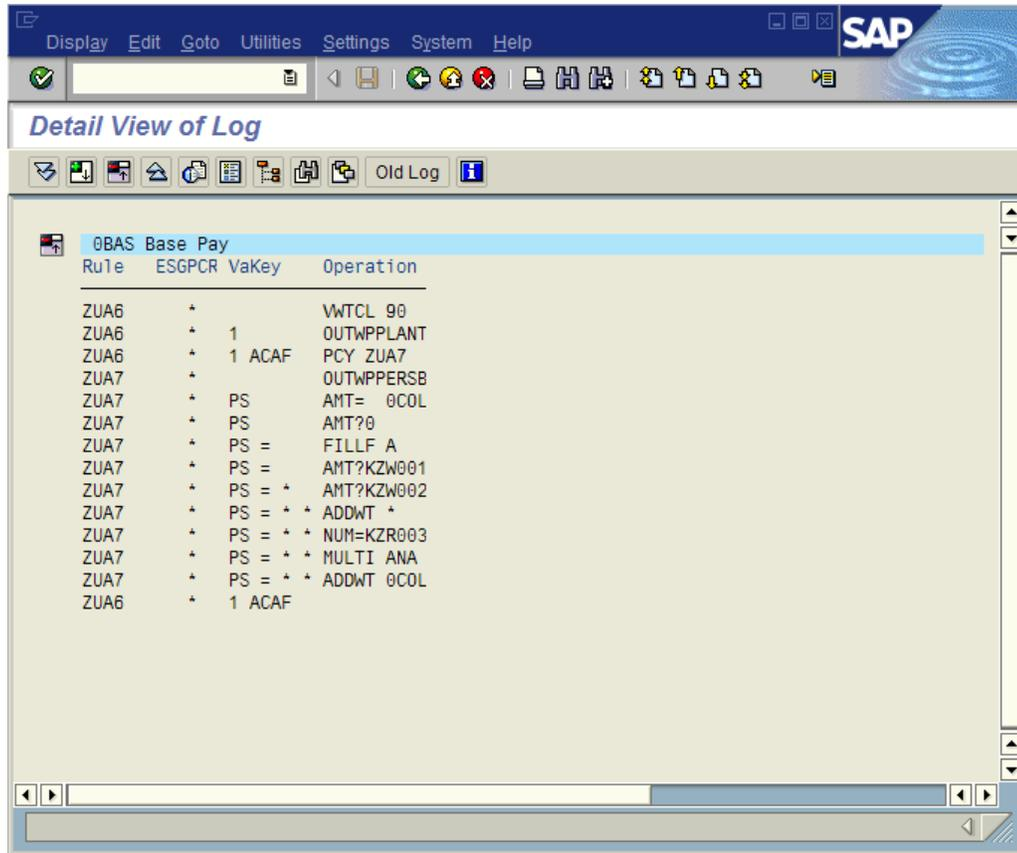 Display Edit Goto Utilities Settings System Help
SAP
Detail View of Log
Old Log
0BAS Base Pay
Rule ESGPCR VaKey Operation
ZUA6 * VWTCL 90
ZUA6 * 1 OUTWPPLANT
ZUA6 * 1 ACAF PCY ZUA7
ZUA7 * OUTWPPERSB
ZUA7 * PS AMT= 0COL
ZUA7 * PS AMT?0
ZUA7 * PS = FILLF A
ZUA7 * PS = AMT?KZW001
ZUA7 * PS = * AMT?KZW002
ZUA7 * PS = * * ADDWT *
ZUA7 * PS = * * NUM=KZR003
ZUA7 * PS = * * MULTI ANA
ZUA7 * PS = * * ADDWT 0COL
ZUA6 * 1 ACAF